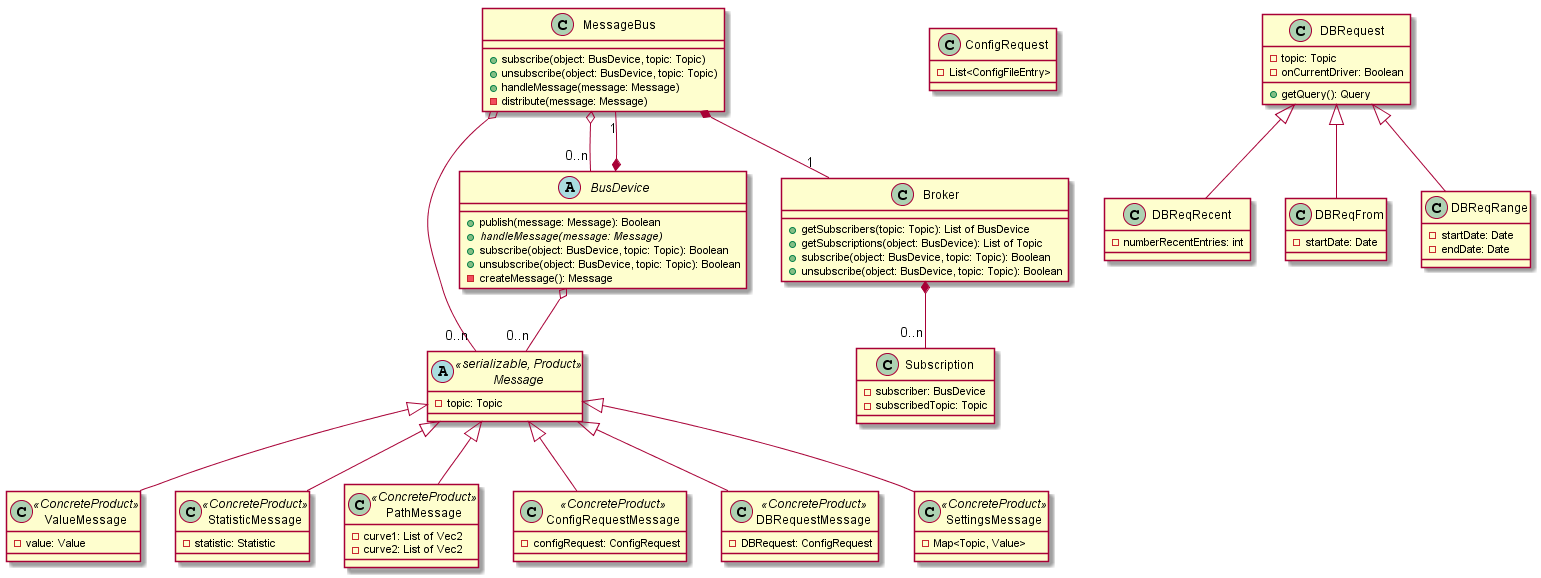 C MessageBus
subscribe(object: BusDevice, topic: Topic)
unsubscribe(object: BusDevice, topic: Topic)
handleMessage(message: Message)
distribute(message: Message)
C ConfigRequest
List<ConfigFileEntry>
C DBRequest
topic: Topic
onCurrentDriver: Boolean
getQuery(): Query
0..n
1
1
A BusDevice
publish(message: Message): Boolean
handleMessage(message: Message)
subscribe(object: BusDevice, topic: Topic): Boolean
unsubscribe(object: BusDevice, topic: Topic): Boolean
createMessage(): Message
C Broker
getSubscribers(topic: Topic): List of BusDevice
getSubscriptions(object: BusDevice): List of Topic
subscribe(object: BusDevice, topic: Topic): Boolean
unsubscribe(object: BusDevice, topic: Topic): Boolean
C DBReqRecent
numberRecentEntries: int
C DBReqFrom
startDate: Date
C DBReqRange
startDate: Date
endDate: Date
0..n
0..n
0..n
A «serializable, Product»
Message
topic: Topic
C Subscription
subscriber: BusDevice
subscribedTopic: Topic
C «ConcreteProduct»
ValueMessage
value: Value
C «ConcreteProduct»
StatisticMessage
statistic: Statistic
C «ConcreteProduct»
PathMessage
curve1: List of Vec2
curve2: List of Vec2
C «ConcreteProduct»
ConfigRequestMessage
configRequest: ConfigRequest
C «ConcreteProduct»
DBRequestMessage
DBRequest: ConfigRequest
C «ConcreteProduct»
SettingsMessage
Map<Topic, Value>